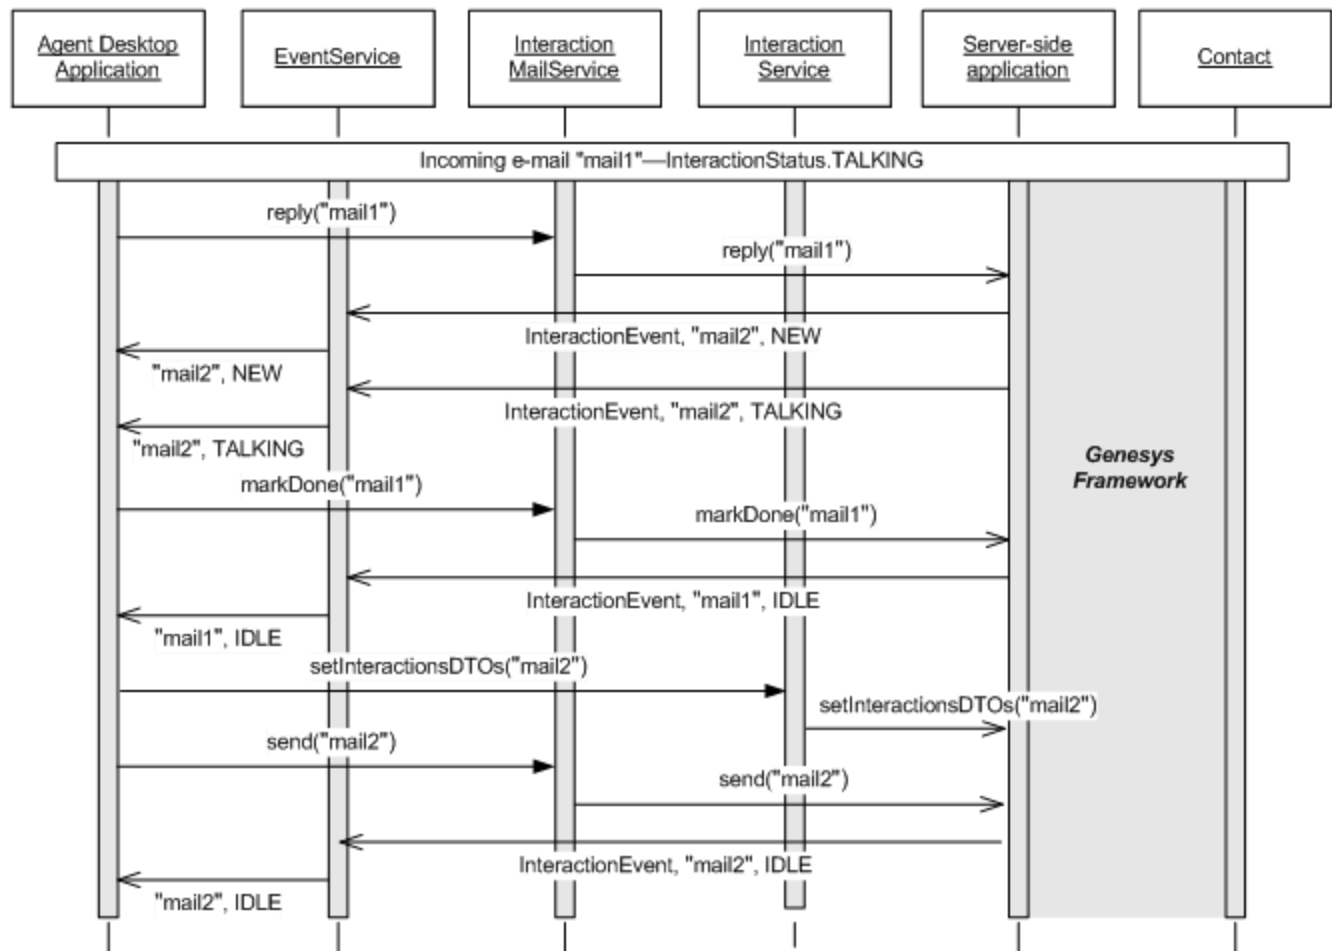 Agent Desktop
Application
EventService
Interaction
MailService
Interaction
Service
Server-side
application
Contact
Incoming e-mail "mail1"—InteractionStatus.TALKING
reply("mail1")
reply("mail1")
InteractionEvent, "mail2", NEW
"mail2", NEW
InteractionEvent, "mail2", TALKING
"mail2", TALKING
Genesys
Framework
markDone("mail1")
markDone("mail1")
InteractionEvent, "mail1", IDLE
"mail1", IDLE
setInteractionsDTOs("mail2")
setInteractionsDTOs("mail2")
send("mail2")
send("mail2")
InteractionEvent, "mail2", IDLE
"mail2", IDLE